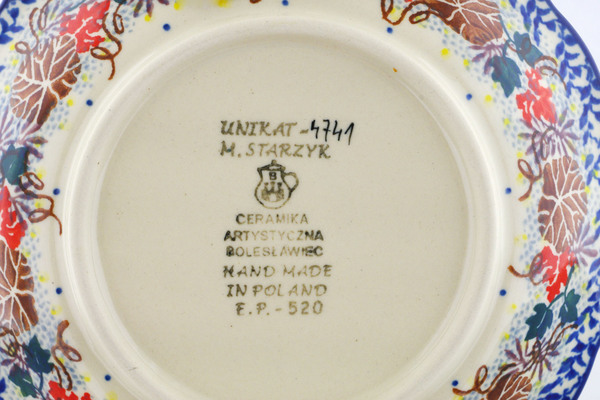 UNIKAT-4741
M. STARZYK
B
CERAMIKA
ARTYSTYCZNA
BOLESŁAWIEC
HAND MADE
IN POLAND
E.P.-520